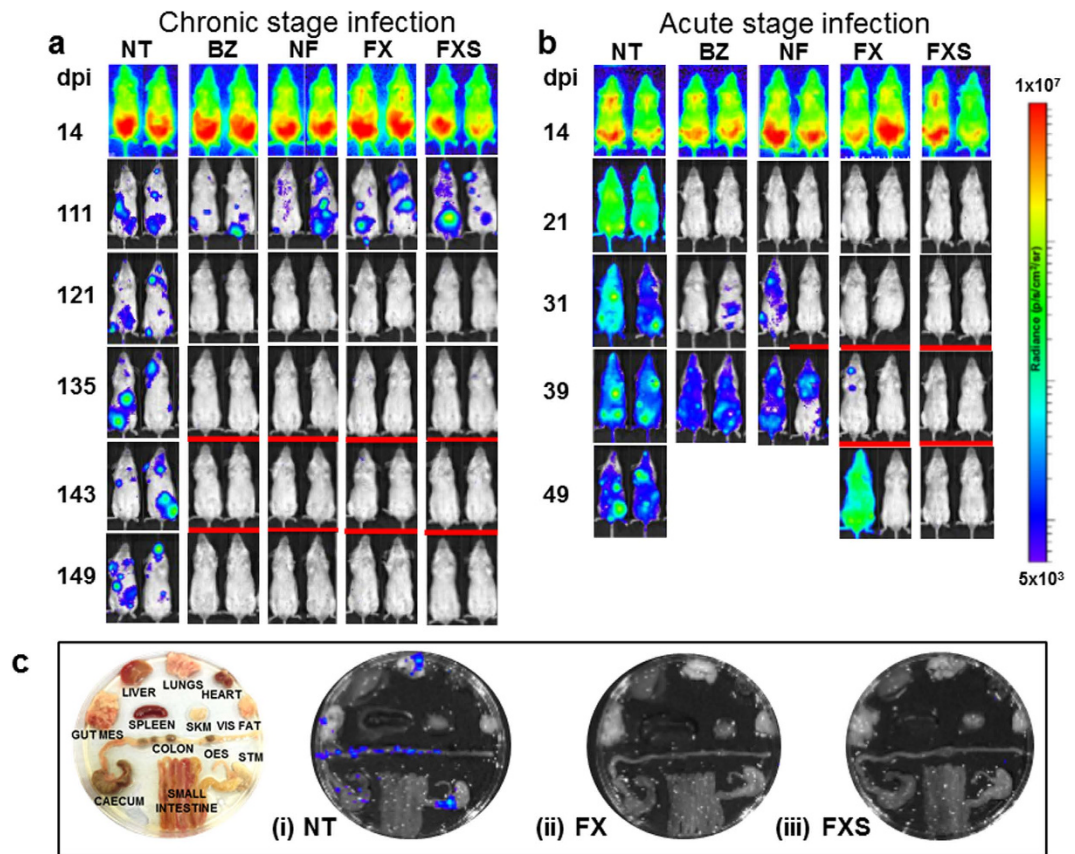 Chronic stage infection
a NT BZ NF FX FXS
dpi
14
111
121
135
143
149
Acute stage infection
b NT BZ NF FX FXS
dpi
14
21
31
39
49
1x10⁷
Radiance (p/s/cm²/sr)
5x10³
c
LIVER LUNGS HEART
SPLEEN SKM VIS FAT
GUT MES
COLON OES STM
CAECUM SMALL
INTESTINE
(i) NT (ii) FX (iii) FXS